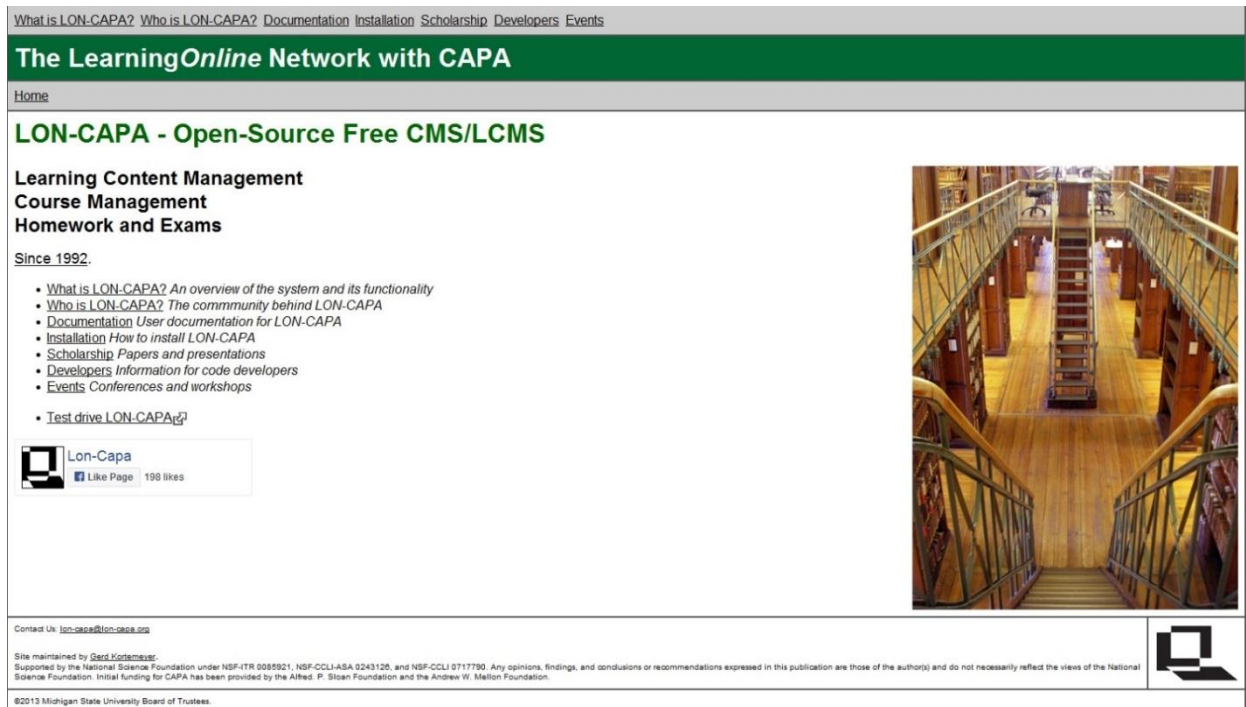 What is LON-CAPA? Who is LON-CAPA? Documentation Installation Scholarship Developers Events
The LearningOnline Network with CAPA
Home
LON-CAPA - Open-Source Free CMS/LCMS
Learning Content Management
Course Management
Homework and Exams
Since 1992.
• What is LON-CAPA? An overview of the system and its functionality
• Who is LON-CAPA? The commmunity behind LON-CAPA
• Documentation User documentation for LON-CAPA
• Installation How to install LON-CAPA
• Scholarship Papers and presentations
• Developers Information for code developers
• Events Conferences and workshops
• Test drive LON-CAPA
Lon-Capa
Like Page 198 likes
Contact Us: lon-capa@lon-capa.org
Site maintained by Gerd Kortemeyer.
Supported by the National Science Foundation under NSF-ITR 0085921, NSF-CCLI-ASA 0243126, and NSF-CCLI 0717790. Any opinions, findings, and conclusions or recommendations expressed in this publication are those of the author(s) and do not necessarily reflect the views of the National
Science Foundation. Initial funding for CAPA has been provided by the Alfred. P. Sloan Foundation and the Andrew W. Mellon Foundation.
©2013 Michigan State University Board of Trustees.